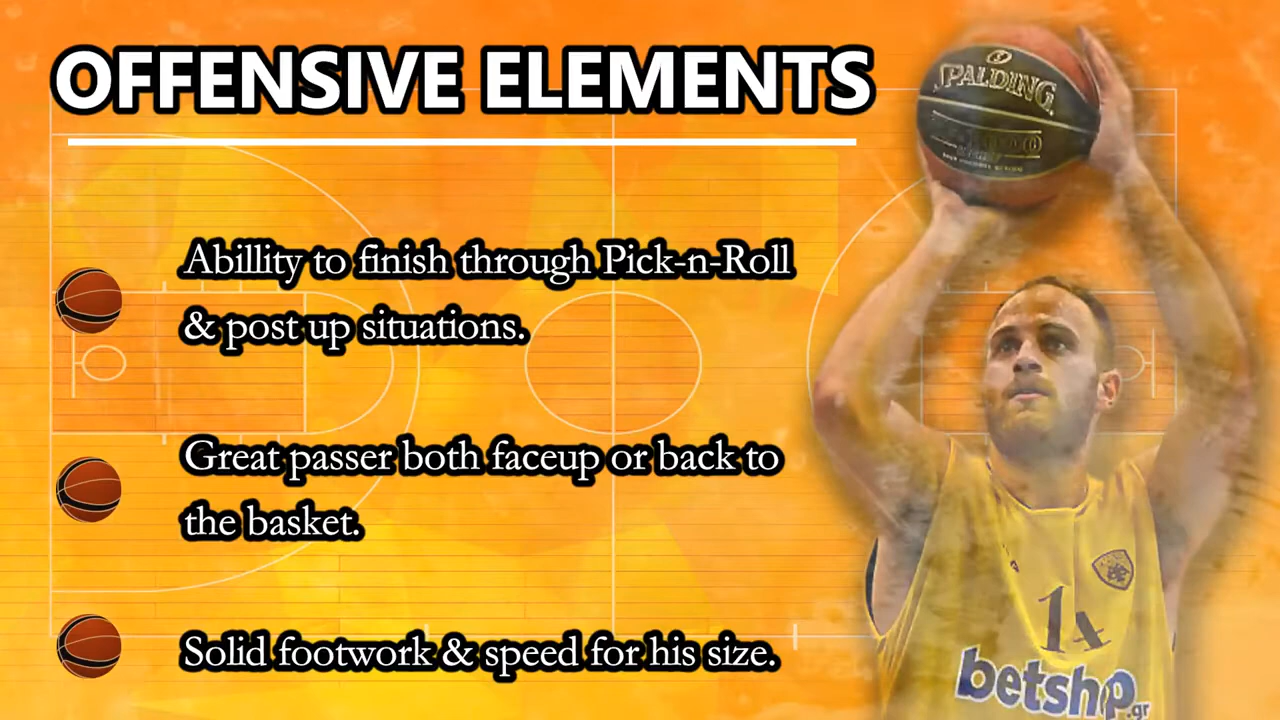 OFFENSIVE ELEMENTS
SPALDING
Abillity to finish through Pick-n-Roll
& post up situations.
Great passer both faceup or back to
the basket.
Solid footwork & speed for his size.
14
betshop.gr